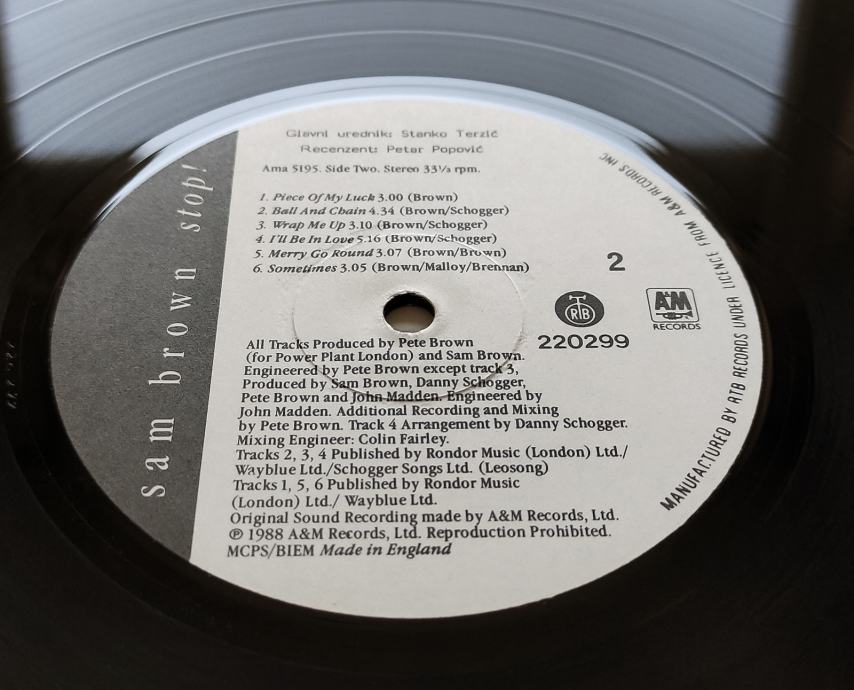 Glavni urednik: Stanko Terzić
Recenzent: Petar Popović
Ama 5195. Side Two. Stereo 33⅓ rpm.
1. Piece Of My Luck 3.00 (Brown)
2. Ball And Chain 4.34 (Brown/Schogger)
3. Wrap Me Up 3.10 (Brown/Schogger)
4. I'll Be In Love 5.16 (Brown/Schogger)
5. Merry Go Round 3.07 (Brown/Brown)
6. Sometimes 3.05 (Brown/Malloy/Brennan)
2
RTB
A&M
RECORDS
220299
All Tracks Produced by Pete Brown
(for Power Plant London) and Sam Brown.
Engineered by Pete Brown except track 3,
Produced by Sam Brown, Danny Schogger,
Pete Brown and John Madden. Engineered by
John Madden. Additional Recording and Mixing
by Pete Brown. Track 4 Arrangement by Danny Schogger.
Mixing Engineer: Colin Fairley.
Tracks 2, 3, 4 Published by Rondor Music (London) Ltd./
Wayblue Ltd./Schogger Songs Ltd. (Leosong)
Tracks 1, 5, 6 Published by Rondor Music
(London) Ltd./ Wayblue Ltd.
Original Sound Recording made by A&M Records, Ltd.
℗ 1988 A&M Records, Ltd. Reproduction Prohibited.
MCPS/BIEM Made in England
sam brown stop!
MANUFACTURED BY RTB RECORDS UNDER LICENCE FROM A&M RECORDS INC